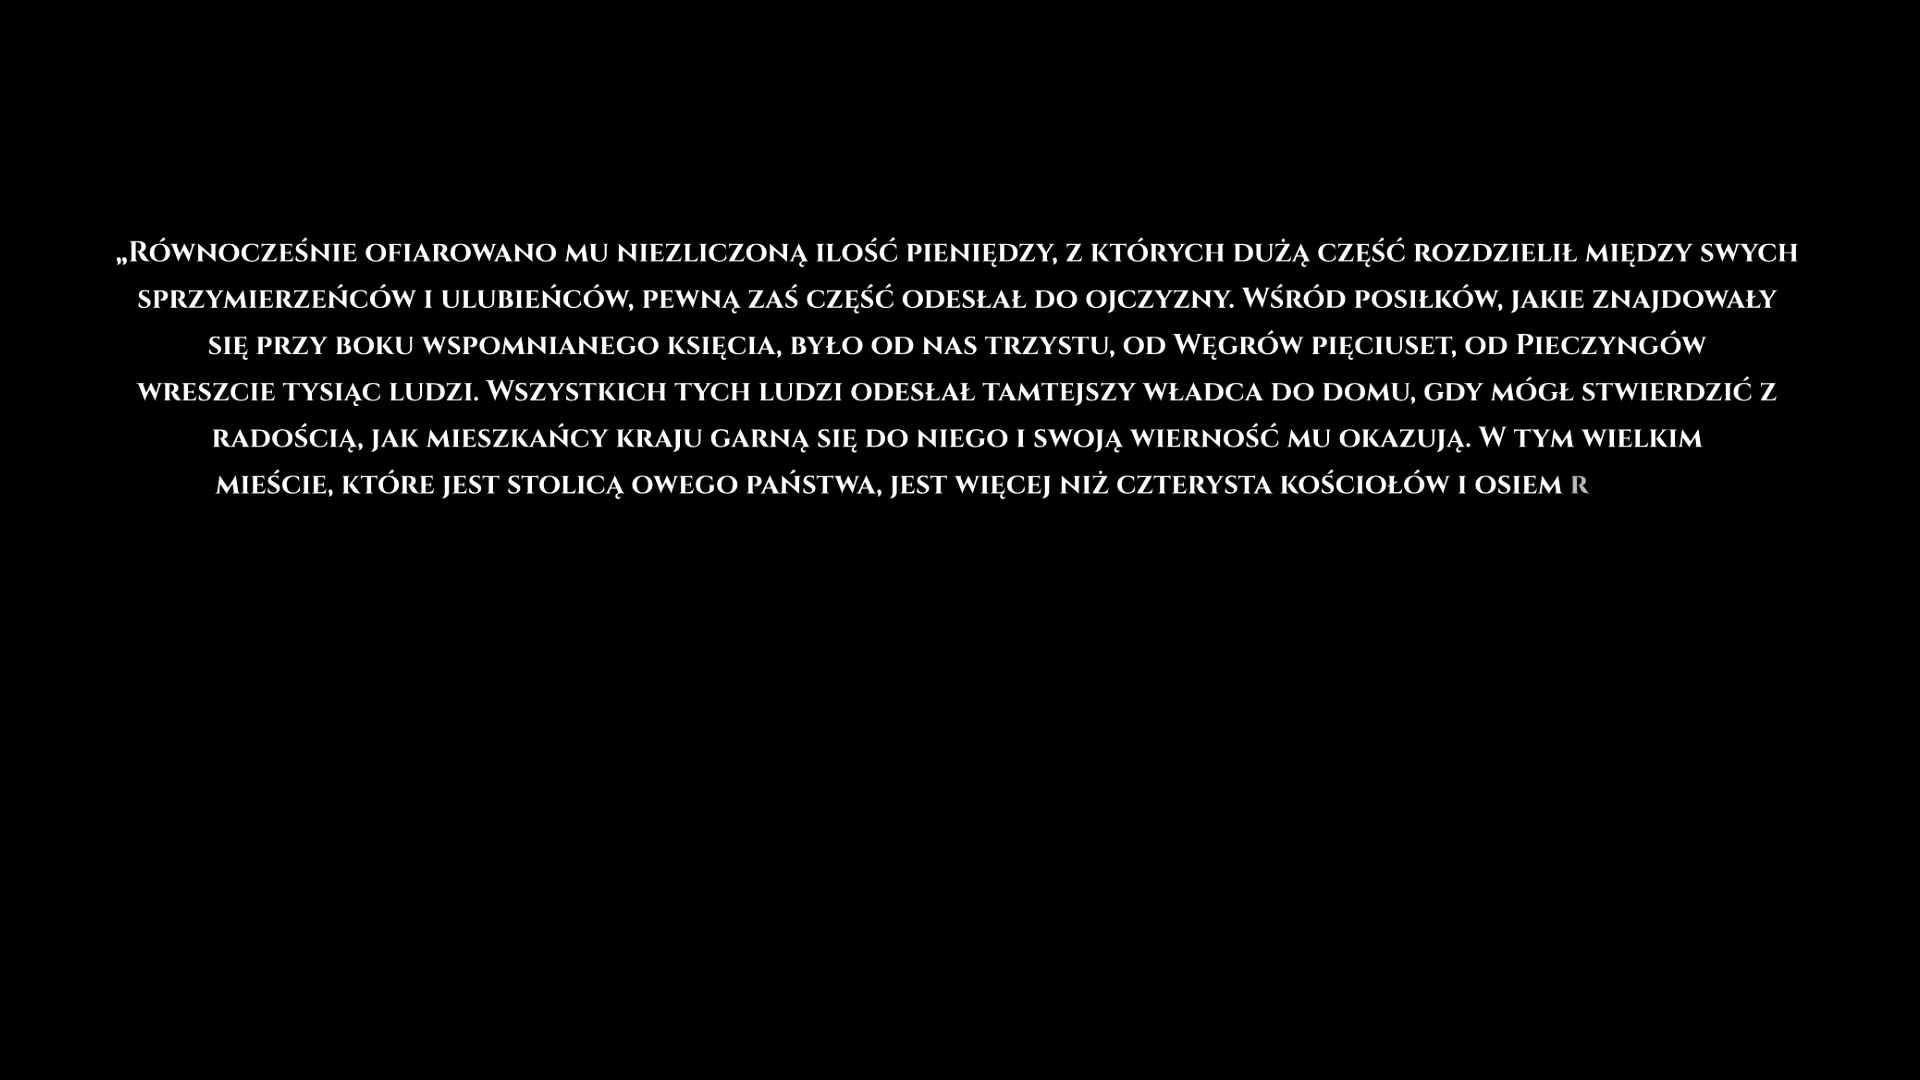 „Równocześnie ofiarowano mu niezliczoną ilość pieniędzy, z których dużą część rozdzielił między swych
sprzymierzeńców i ulubieńców, pewną zaś część odesłał do ojczyzny. Wśród posiłków, jakie znajdowały
się przy boku wspomnianego księcia, było od nas trzystu, od Węgrów pięciuset, od Pieczyngów
wreszcie tysiąc ludzi. Wszystkich tych ludzi odesłał tamtejszy władca do domu, gdy mógł stwierdzić z
radością, jak mieszkańcy kraju garną się do niego i swoją wierność mu okazują. W tym wielkim
mieście, które jest stolicą owego państwa, jest więcej niż czterysta kościołów i osiem r